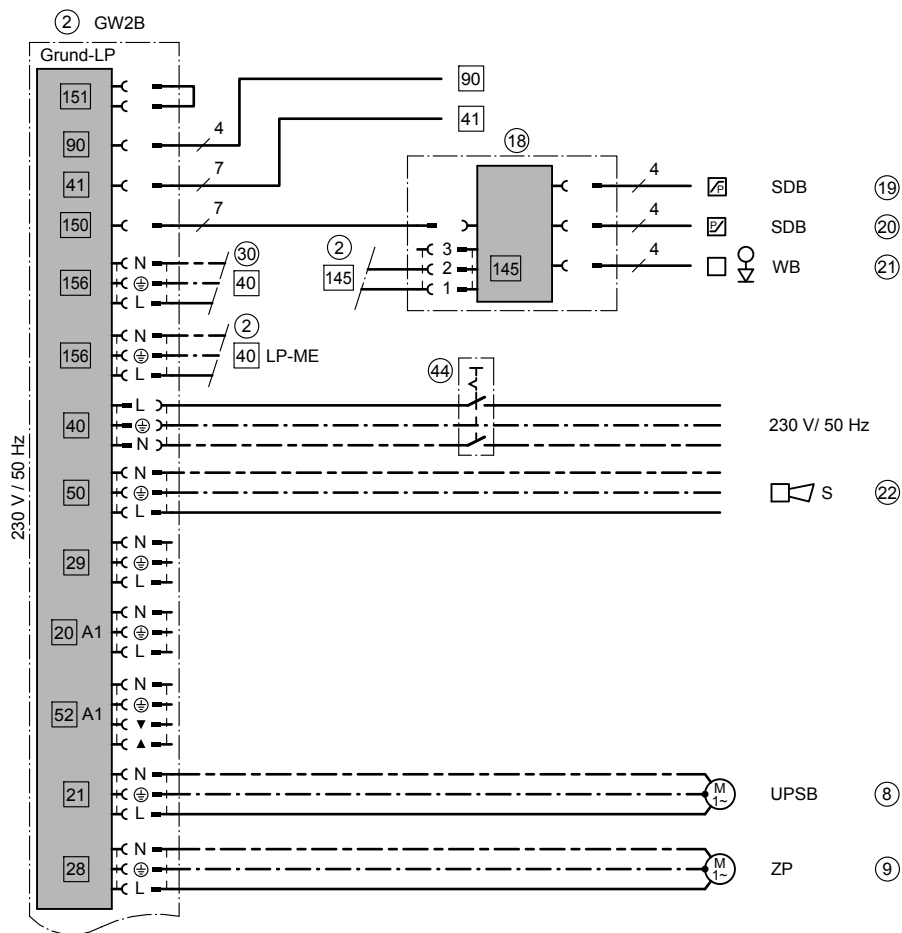 2 GW2B
Grund-LP
151
90
90
4
41
41
7
18
150
7
4
SDB 19
P
4
SDB 20
P
4
WB 21
3
2
1
145
2
145
156
N
L
30
40
156
N
L
2
40 LP-ME
44
40
L
N
230 V/ 50 Hz
230 V / 50 Hz
50
N
L
S 22
29
N
L
20 A1
N
L
52 A1
N
▼
▲
21
N
L
M
1~
UPSB 8
28
N
L
M
1~
ZP 9